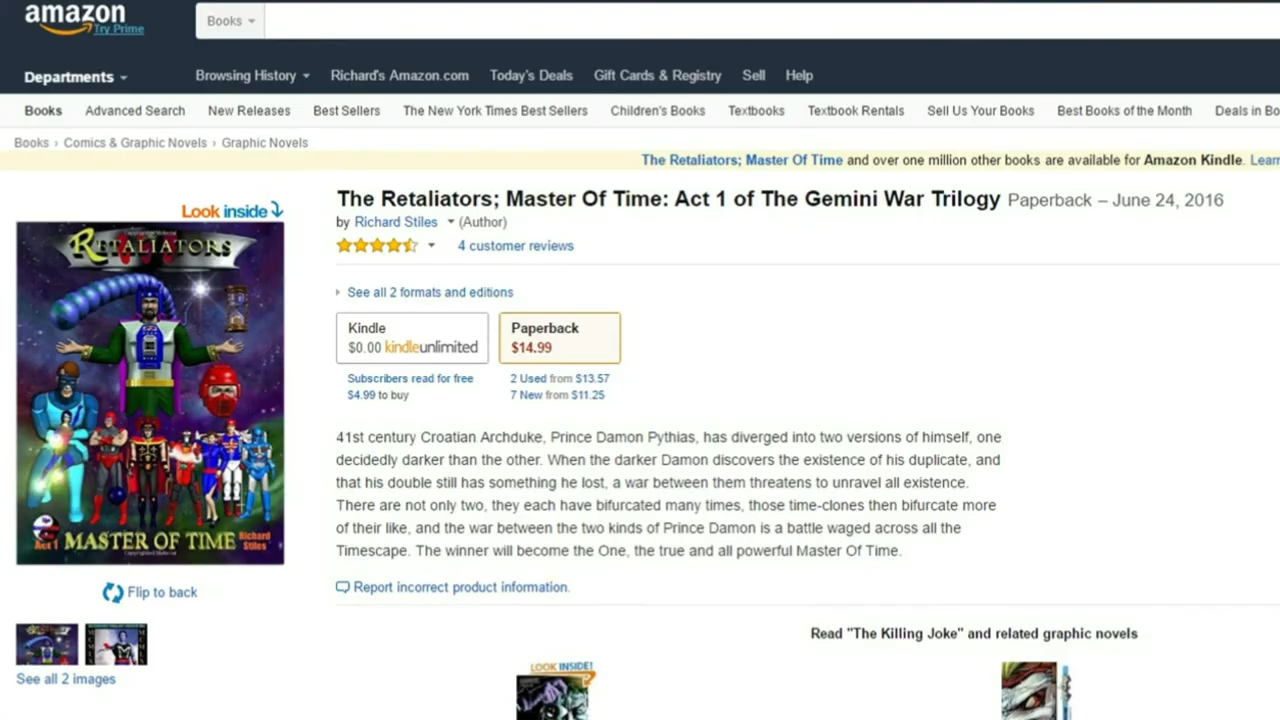 amazon
Try Prime
Books
Departments
Browsing History
Richard's Amazon.com
Today's Deals
Gift Cards & Registry
Sell
Help
Books
Advanced Search
New Releases
Best Sellers
The New York Times Best Sellers
Children's Books
Textbooks
Textbook Rentals
Sell Us Your Books
Best Books of the Month
Deals in Bo
Books › Comics & Graphic Novels › Graphic Novels
The Retaliators; Master Of Time and over one million other books are available for Amazon Kindle. Learn
Look inside
RETALIATORS
Act 1 MASTER OF TIME Richard Stiles
Flip to back
See all 2 images
The Retaliators; Master Of Time: Act 1 of The Gemini War Trilogy Paperback – June 24, 2016
by Richard Stiles (Author)
4 customer reviews
See all 2 formats and editions
Kindle
$0.00 kindleunlimited
Subscribers read for free
$4.99 to buy
Paperback
$14.99
2 Used from $13.57
7 New from $11.25
41st century Croatian Archduke, Prince Damon Pythias, has diverged into two versions of himself, one
decidedly darker than the other. When the darker Damon discovers the existence of his duplicate, and
that his double still has something he lost, a war between them threatens to unravel all existence.
There are not only two, they each have bifurcated many times, those time-clones then bifurcate more
of their like, and the war between the two kinds of Prince Damon is a battle waged across all the
Timescape. The winner will become the One, the true and all powerful Master Of Time.
Report incorrect product information.
Read "The Killing Joke" and related graphic novels
LOOK INSIDE!